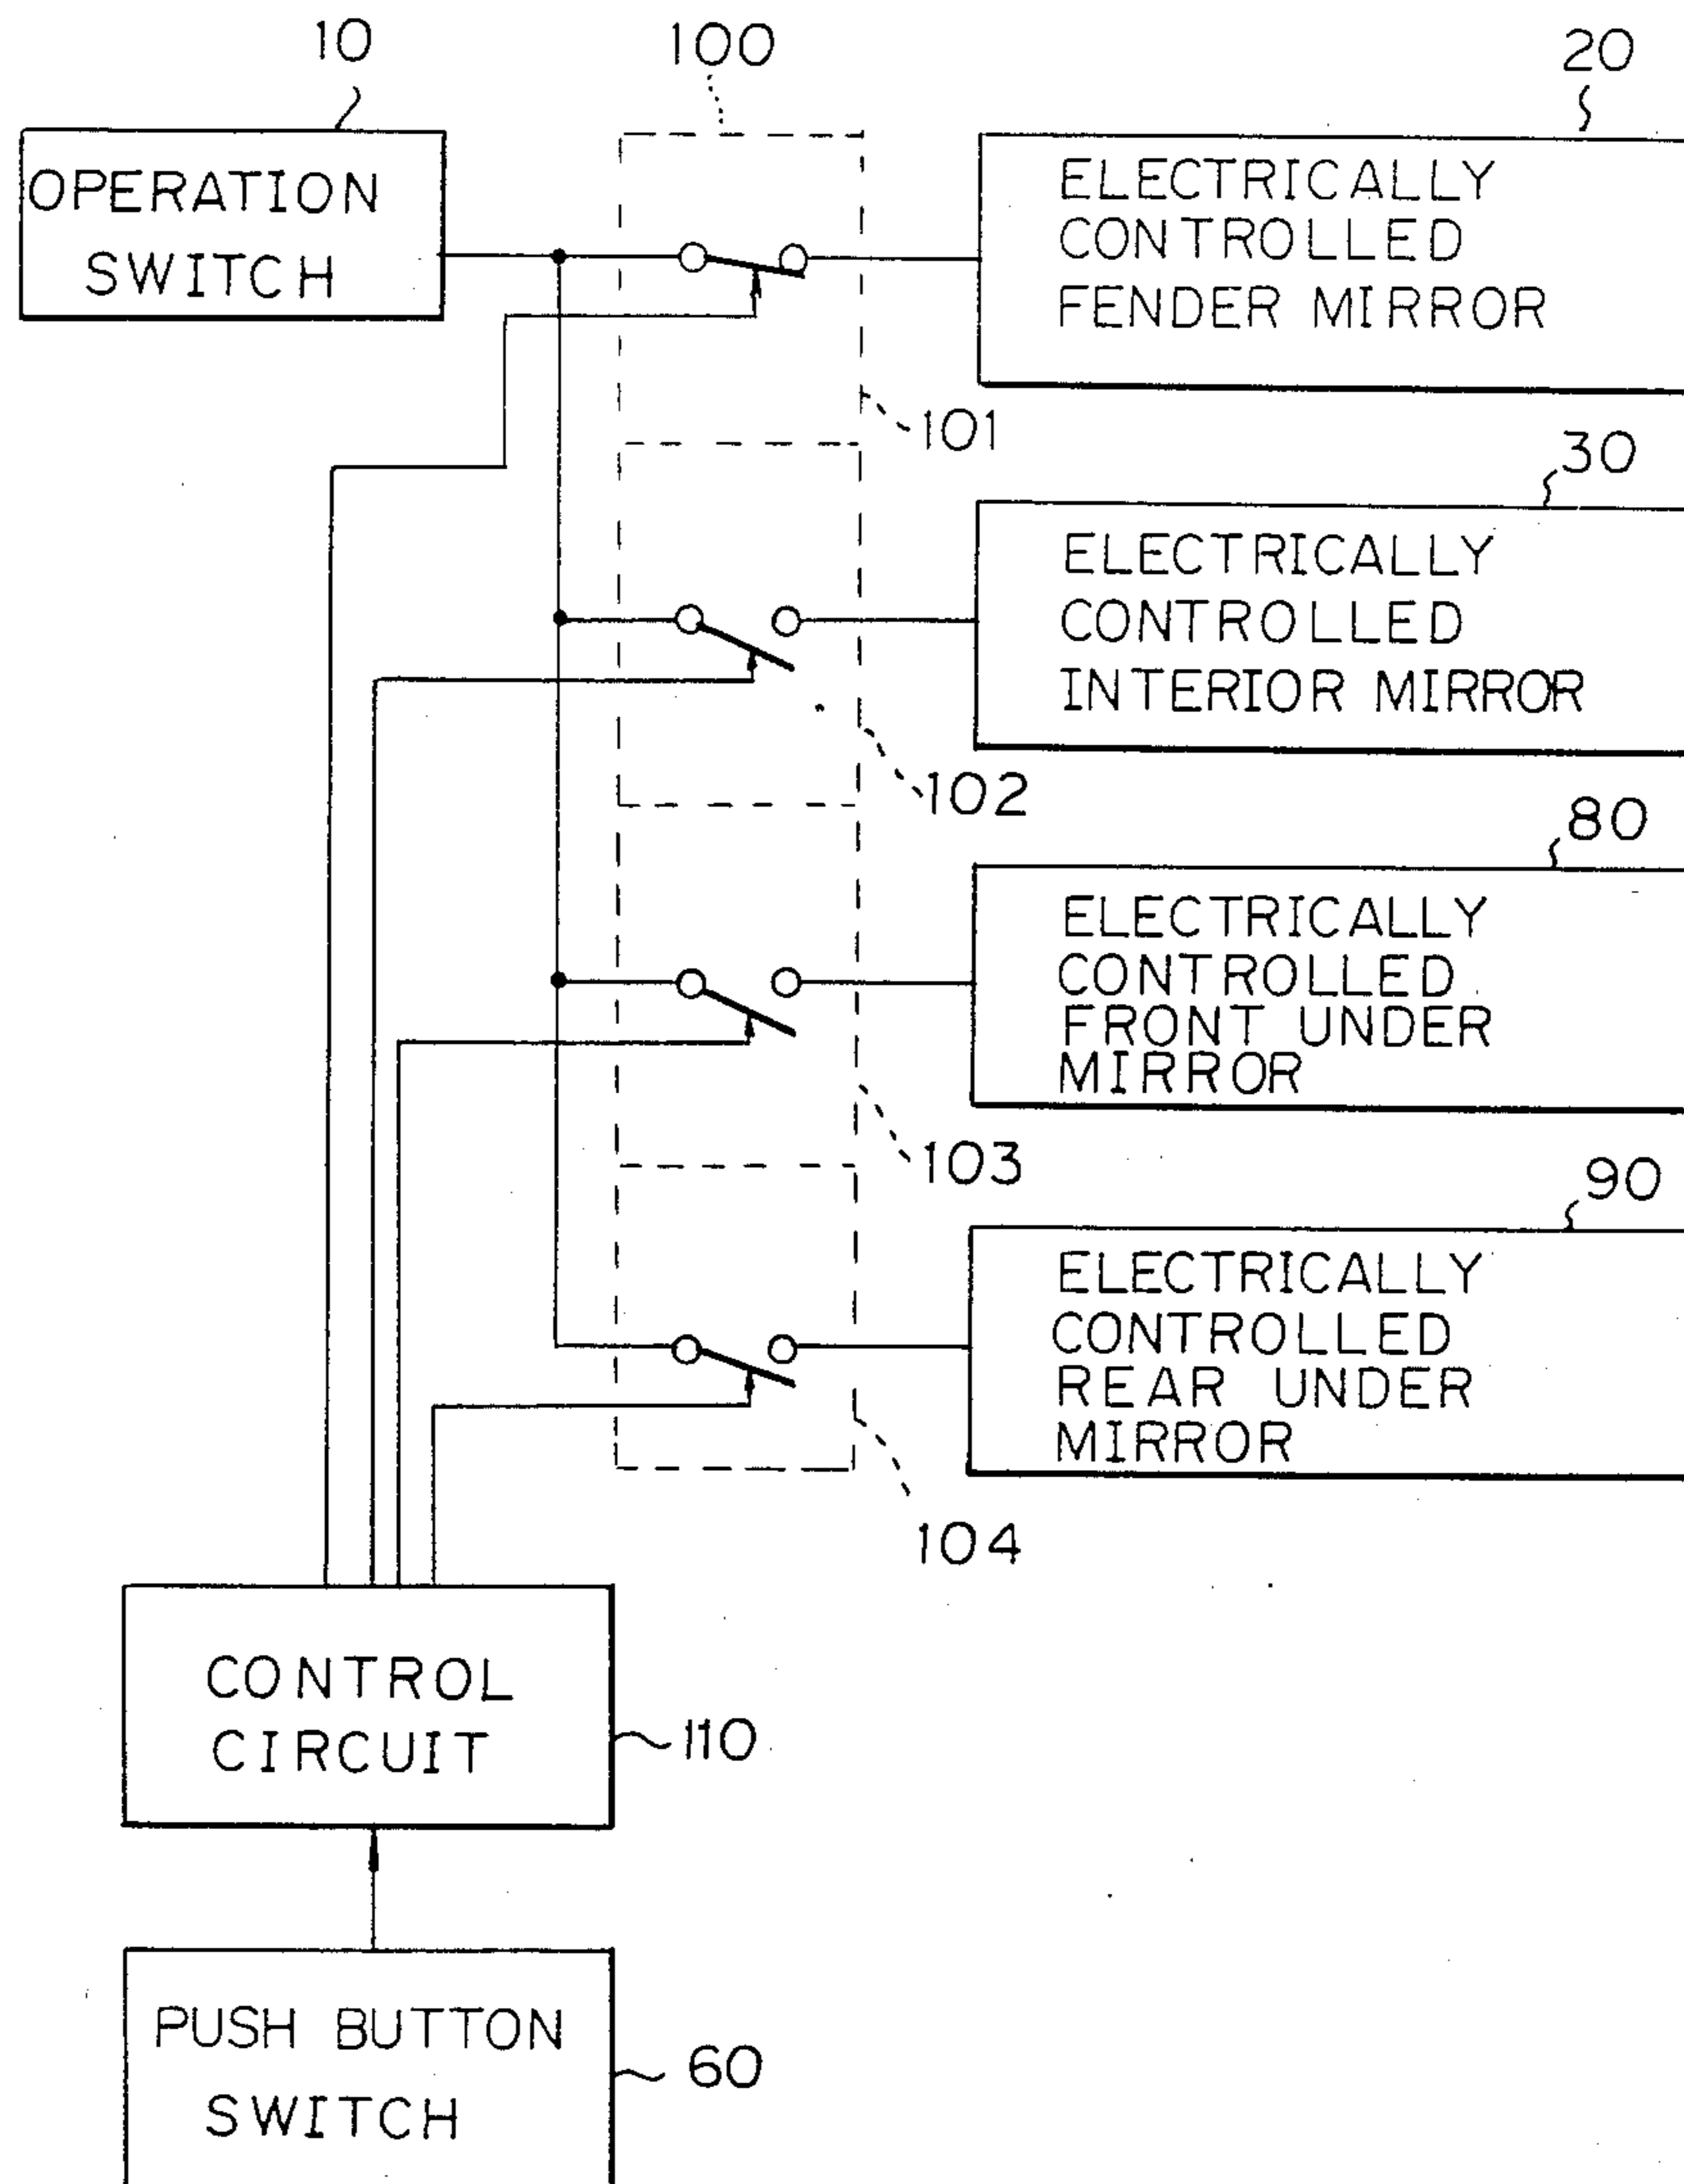 10
100
20
OPERATION
SWITCH
ELECTRICALLY
CONTROLLED
FENDER MIRROR
101
30
ELECTRICALLY
CONTROLLED
INTERIOR MIRROR
102
80
ELECTRICALLY
CONTROLLED
FRONT UNDER
MIRROR
103
90
ELECTRICALLY
CONTROLLED
REAR UNDER
MIRROR
104
CONTROL
CIRCUIT
110
PUSH BUTTON
SWITCH
60